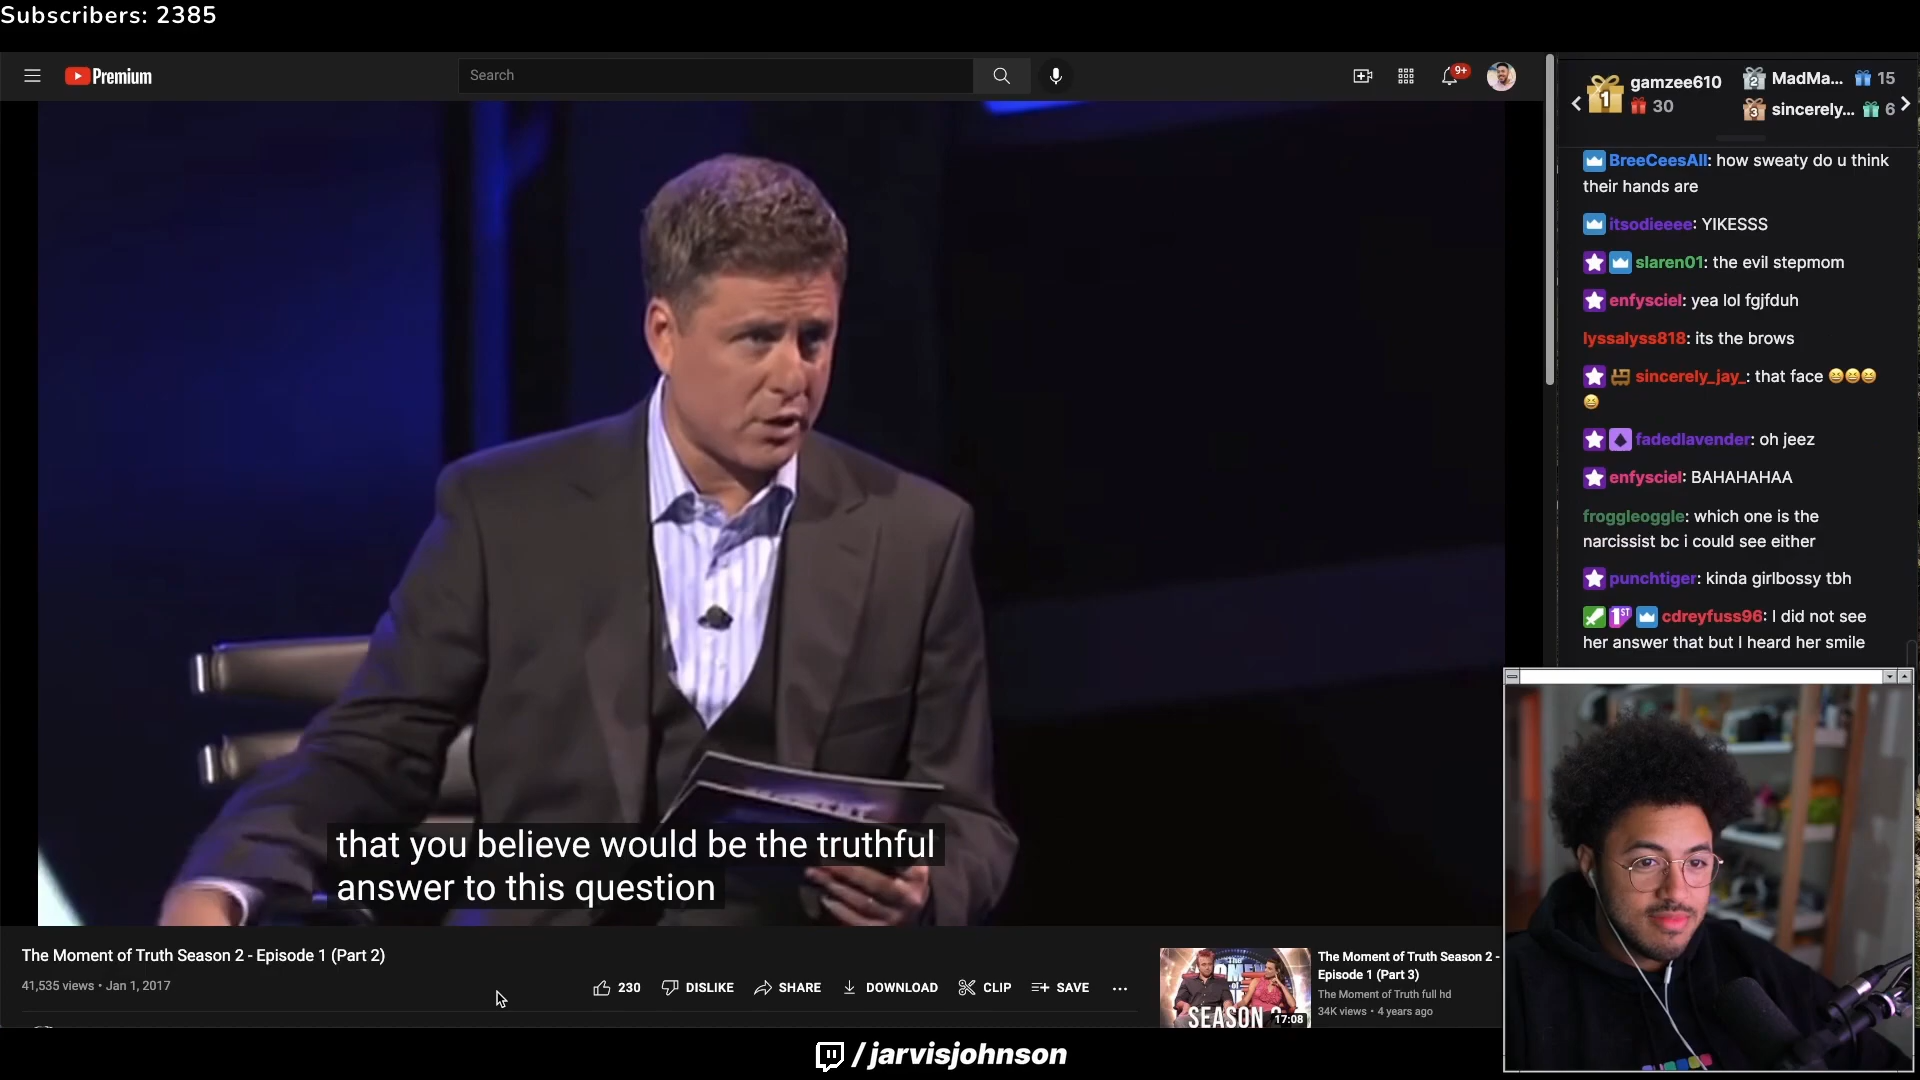 Subscribers: 2385
Premium
Search
9+
1
gamzee610
30
2
MadMa...
15
3
sincerely...
6
BreeCeesAll: how sweaty do u think
their hands are
itsodieeee: YIKESSS
slaren01: the evil stepmom
enfysciel: yea lol fgjfduh
lyssalyss818: its the brows
sincerely_jay_: that face 😆😆😆
😆
fadedlavender: oh jeez
enfysciel: BAHAHAHAA
froggleoggle: which one is the
narcissist bc i could see either
punchtiger: kinda girlbossy tbh
1ST cdreyfuss96: I did not see
her answer that but I heard her smile
that you believe would be the truthful
answer to this question
The Moment of Truth Season 2 - Episode 1 (Part 2)
41,535 views • Jan 1, 2017
230
DISLIKE
SHARE
DOWNLOAD
CLIP
SAVE
...
SEASON 2
17:08
The Moment of Truth Season 2 -
Episode 1 (Part 3)
The Moment of Truth full hd
34K views • 4 years ago
/jarvisjohnson